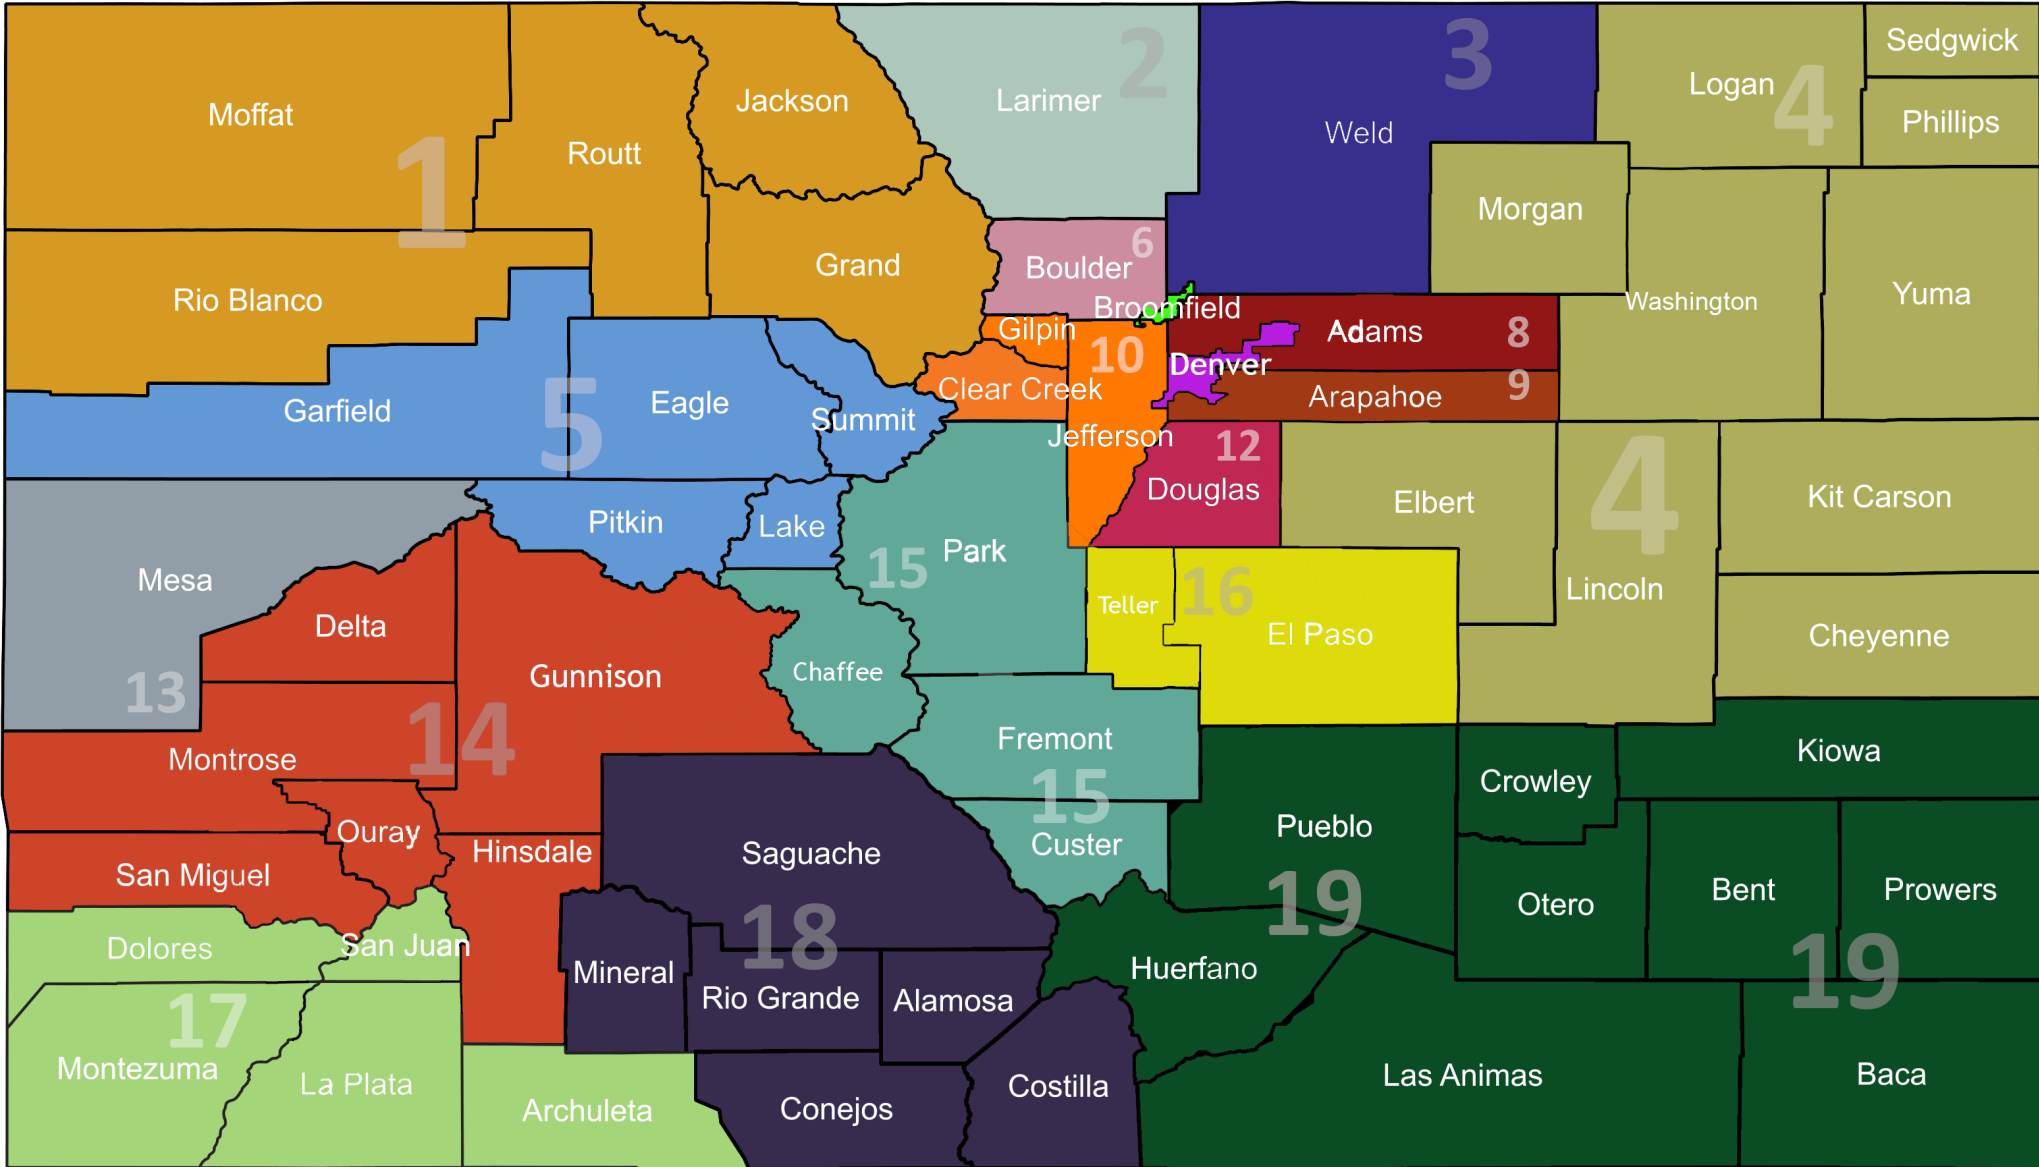 2
3
Sedgwick
Logan
4
Jackson
Larimer
Moffat
Phillips
Weld
1
Routt
Morgan
6
Grand
Boulder
Rio Blanco
Broomfield
Washington
Yuma
Gilpin
10
Adams
8
Denver
Clear Creek
Arapahoe
9
Garfield
5
Eagle
Summit
Jefferson
12
Douglas
Elbert
4
Kit Carson
Pitkin
Lake
15
Park
Mesa
Teller
16
Lincoln
Delta
El Paso
Cheyenne
13
Gunnison
Chaffee
14
Montrose
Fremont
Kiowa
15
Crowley
Ouray
Hinsdale
Saguache
Custer
Pueblo
San Miguel
19
Otero
Bent
Prowers
Dolores
San Juan
18
Mineral
Rio Grande
Alamosa
Huerfano
19
17
Montezuma
La Plata
Archuleta
Conejos
Costilla
Las Animas
Baca